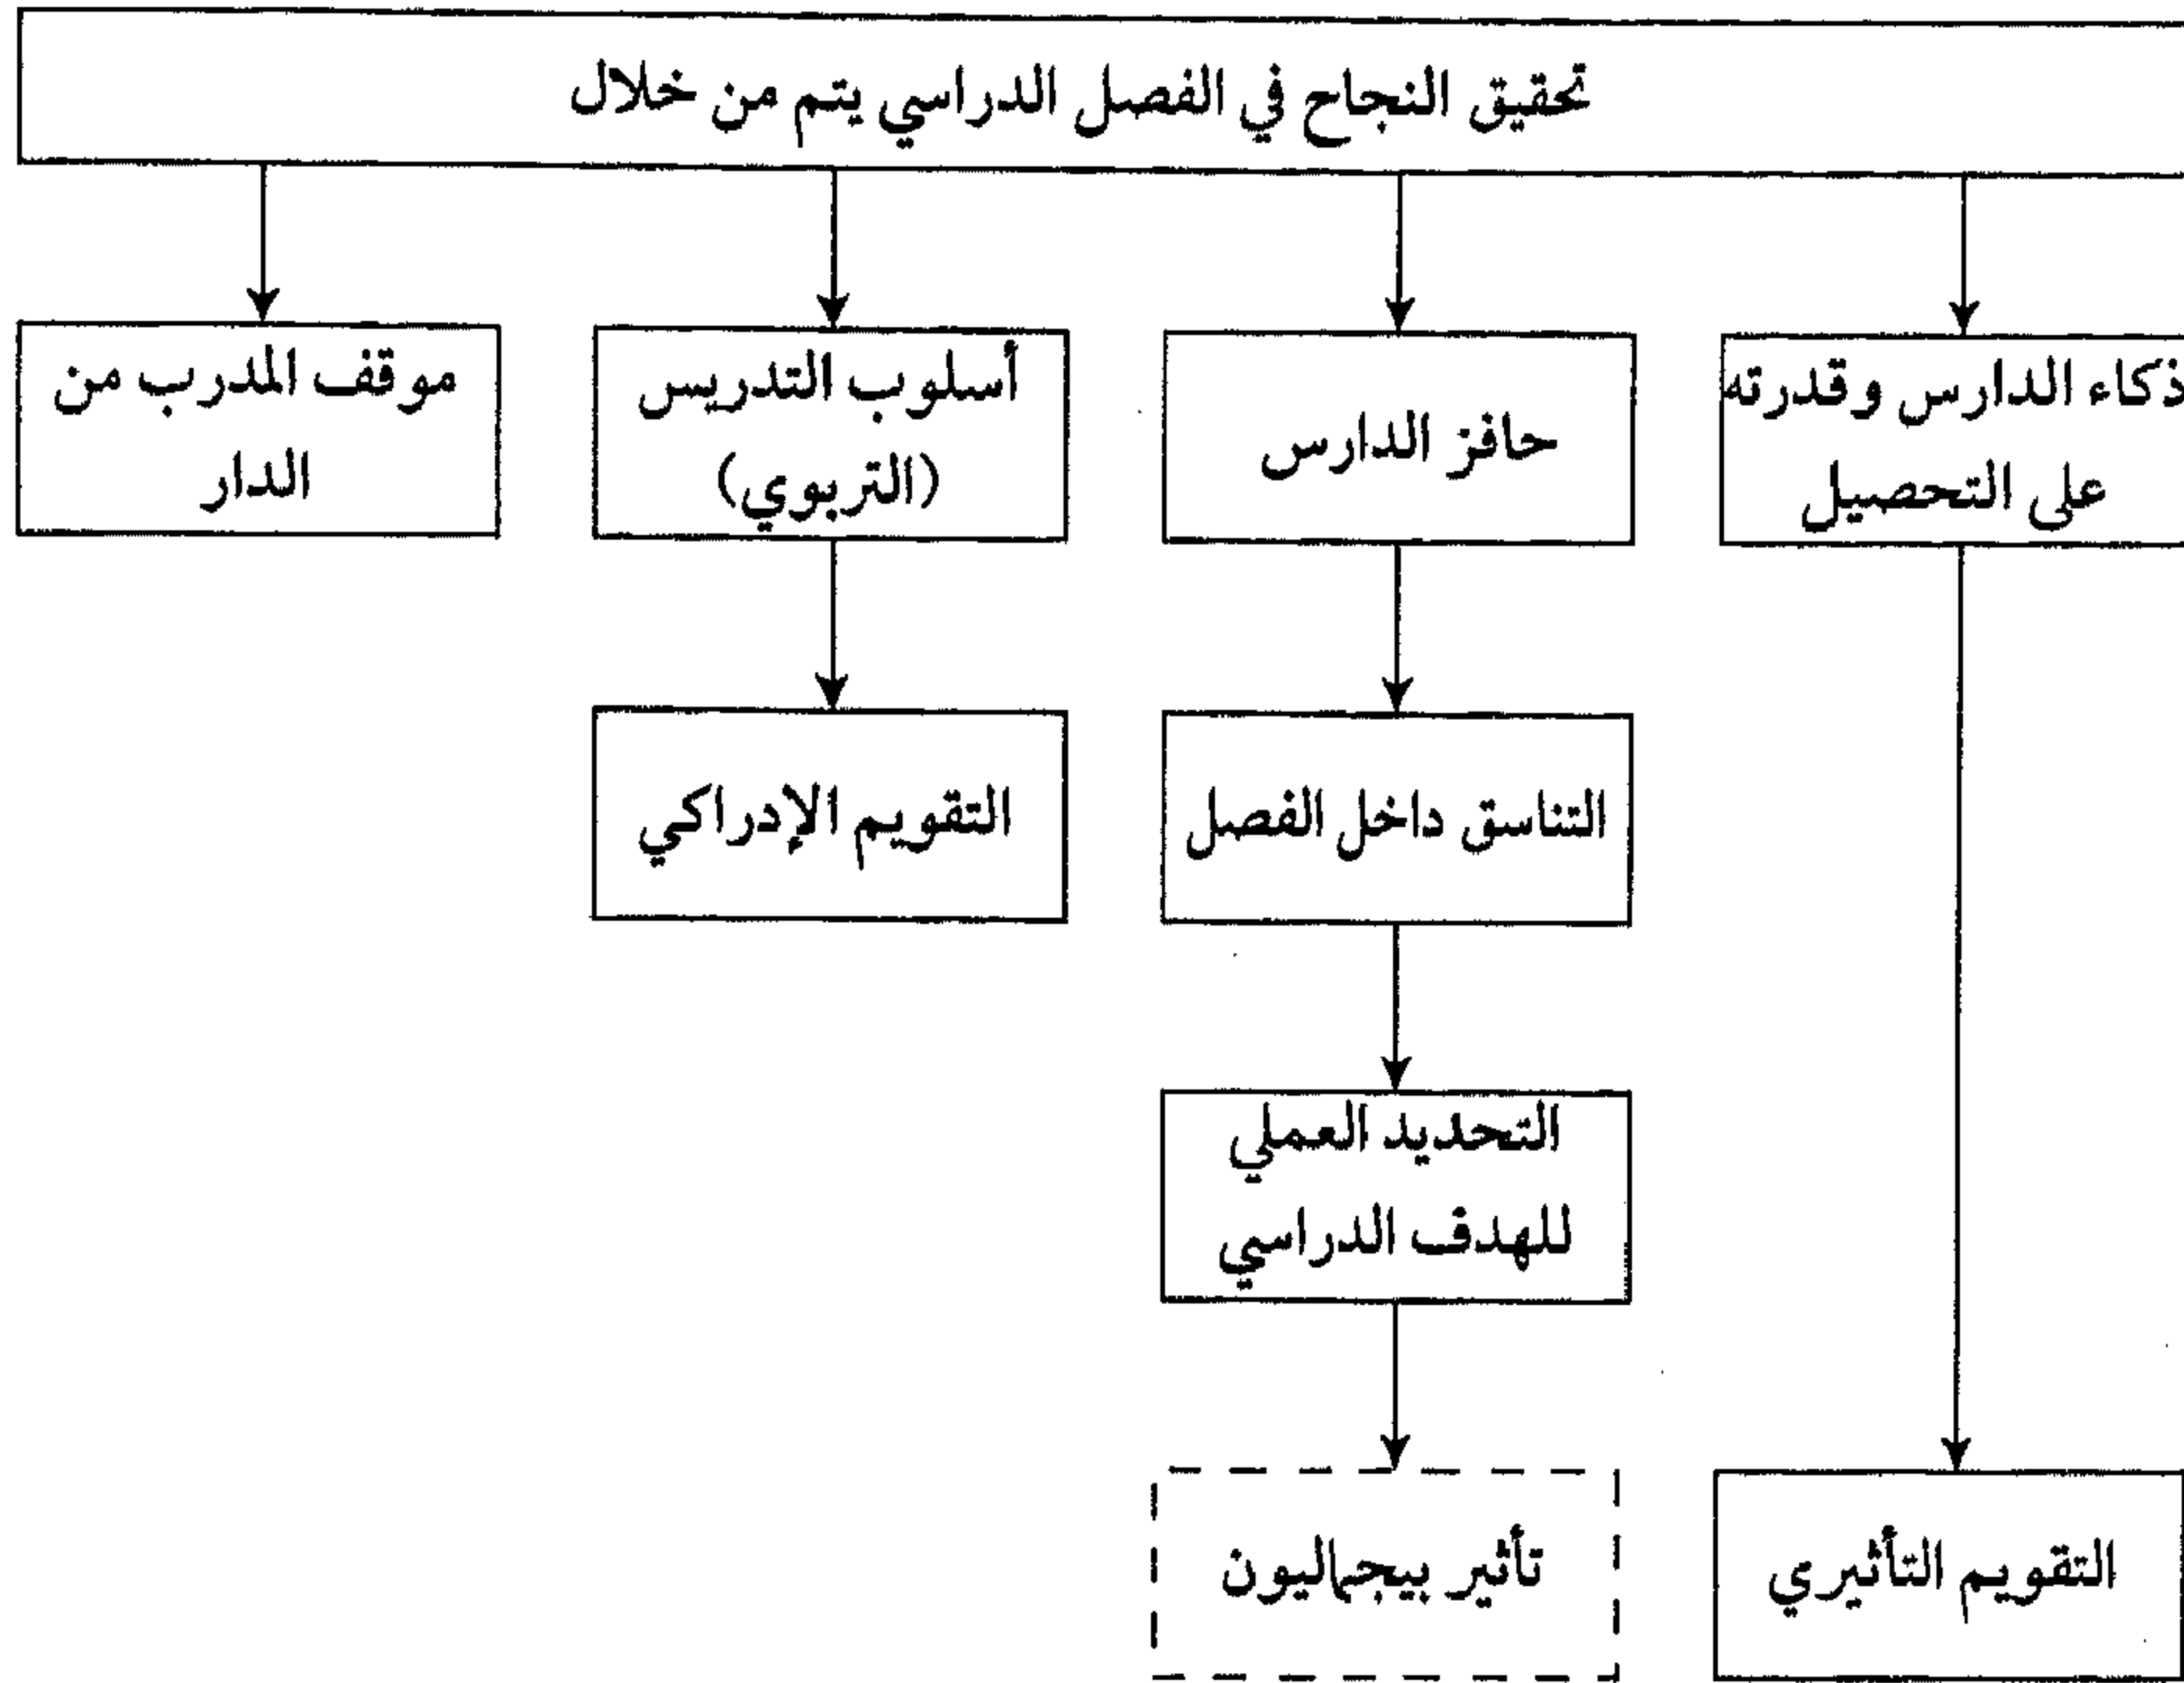 تحقيق النجاح في الفصل الدراسي يتم من خلال
ذكاء الدارس وقدرته
على التحصيل
حافز الدارس
أسلوب التدريس
(التربوي)
موقف المدرب من
الدار
التناسق داخل الفصل
التقويم الإدراكي
التحديد العملي
للهدف الدراسي
التقويم التأثيري
تأثير بيجماليون